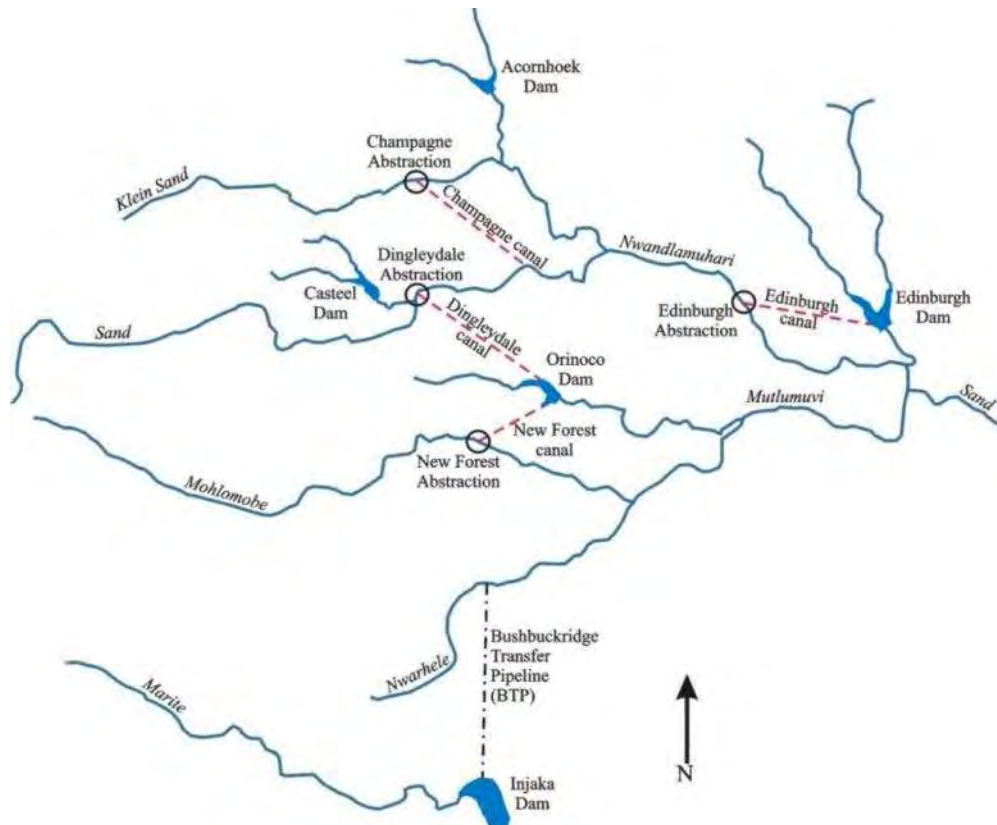 Acornhoek
Dam
Champagne
Abstraction
Klein Sand
Champagne canal
Nwandlamuhari
Dingleydale
Abstraction
Casteel
Dam
Edinburgh
Abstraction
Edinburgh
canal
Edinburgh
Dam
Sand
Dingleydale
canal
Orinoco
Dam
Mutlumuvi
Sand
New Forest
canal
New Forest
Abstraction
Mohlomobe
Bushbuckridge
Transfer
Pipeline
(BTP)
Nwarhele
Marite
N
Injaka
Dam